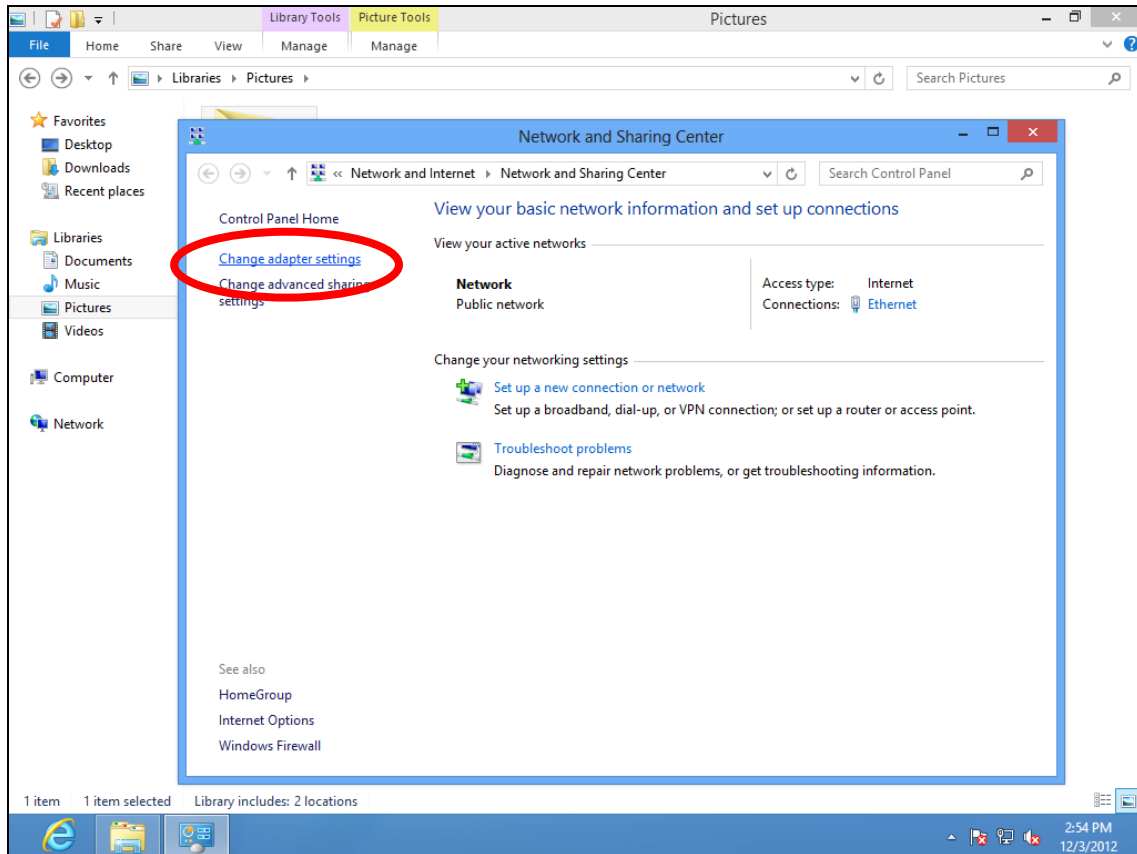 Library Tools Picture Tools Pictures
File Home Share View Manage Manage
Libraries Pictures Search Pictures
Favorites
Desktop
Downloads
Recent places
Libraries
Documents
Music
Pictures
Videos
Computer
Network
Network and Sharing Center
« Network and Internet Network and Sharing Center Search Control Panel
Control Panel Home
Change adapter settings
Change advanced sharing
settings
View your basic network information and set up connections
View your active networks
Network
Public network
Access type: Internet
Connections: Ethernet
Change your networking settings
Set up a new connection or network
Set up a broadband, dial-up, or VPN connection; or set up a router or access point.
Troubleshoot problems
Diagnose and repair network problems, or get troubleshooting information.
See also
HomeGroup
Internet Options
Windows Firewall
1 item 1 item selected Library includes: 2 locations
2:54 PM
12/3/2012